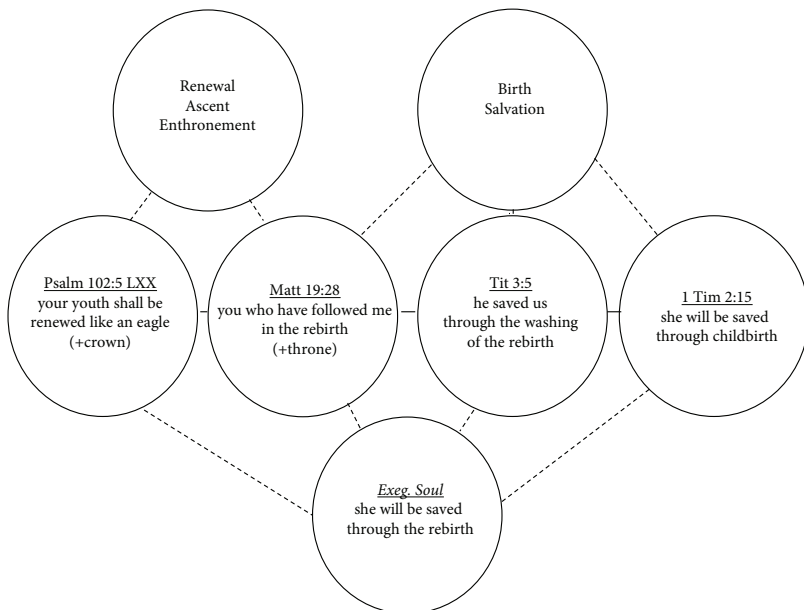 Renewal
Ascent
Enthronement
Birth
Salvation
Psalm 102:5 LXX
your youth shall be
renewed like an eagle
(+crown)
Matt 19:28
you who have followed me
in the rebirth
(+throne)
Tit 3:5
he saved us
through the washing
of the rebirth
1 Tim 2:15
she will be saved
through childbirth
Exeg. Soul
she will be saved
through the rebirth